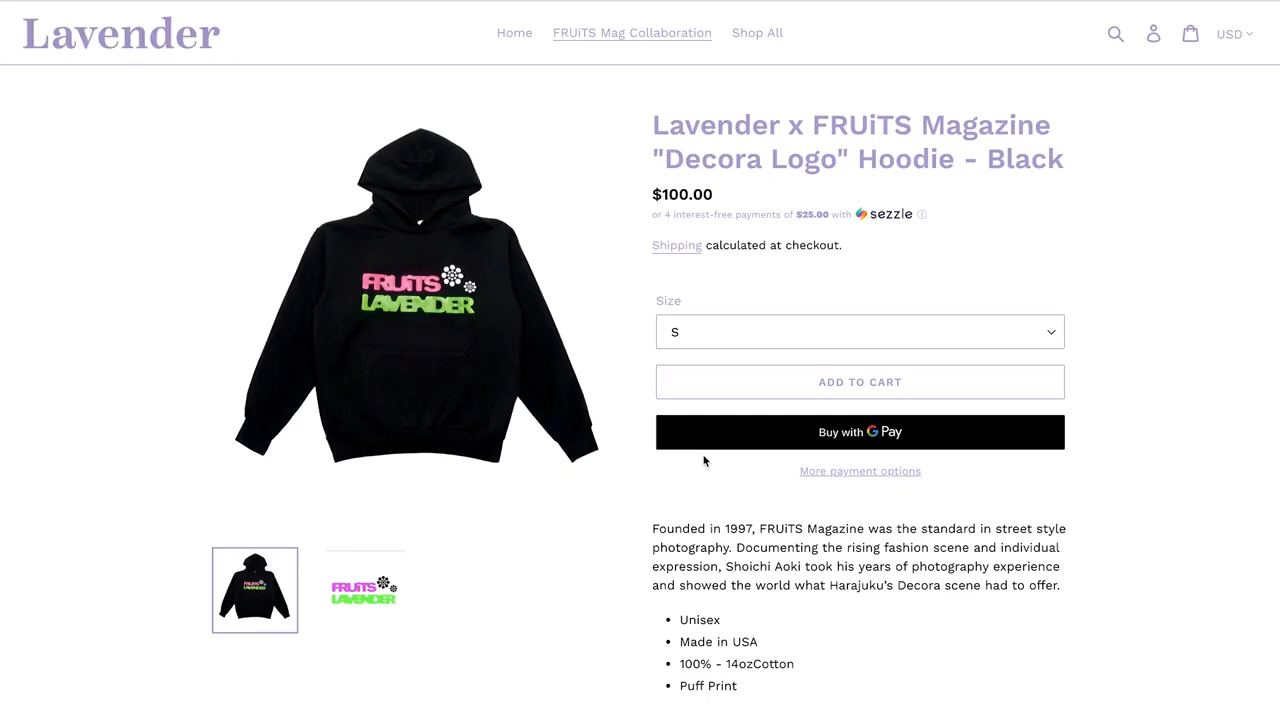 Lavender
Home FRUiTS Mag Collaboration Shop All
USD
Lavender x FRUiTS Magazine
"Decora Logo" Hoodie - Black
$100.00
or 4 interest-free payments of $25.00 with sezzle
Shipping calculated at checkout.
FRUiTS
LAVENDER
Size
S
ADD TO CART
Buy with G Pay
More payment options
Founded in 1997, FRUiTS Magazine was the standard in street style
photography. Documenting the rising fashion scene and individual
expression, Shoichi Aoki took his years of photography experience
and showed the world what Harajuku's Decora scene had to offer.
FRUiTS
LAVENDER
FRUiTS
LAVENDER
• Unisex
• Made in USA
• 100% - 14ozCotton
• Puff Print